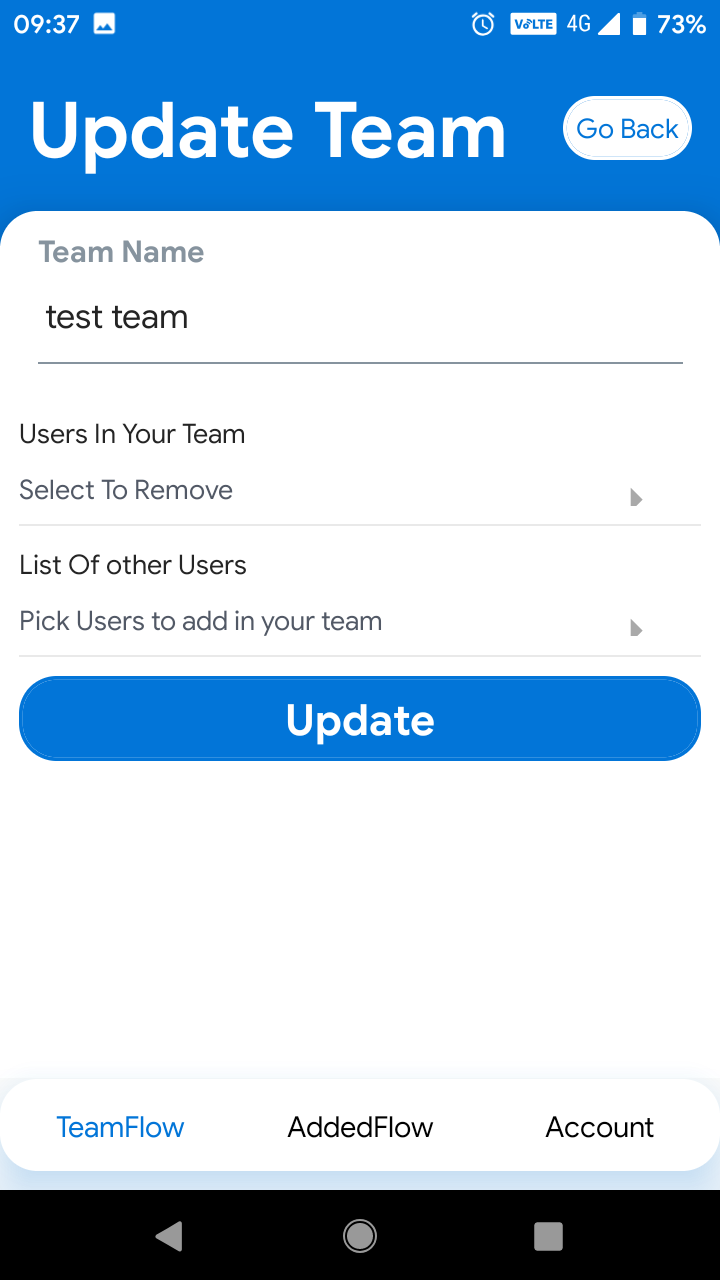 09:37 VoLTE 4G 73%
Update Team
Go Back
Team Name
test team
Users In Your Team
Select To Remove
List Of other Users
Pick Users to add in your team
Update
TeamFlow AddedFlow Account